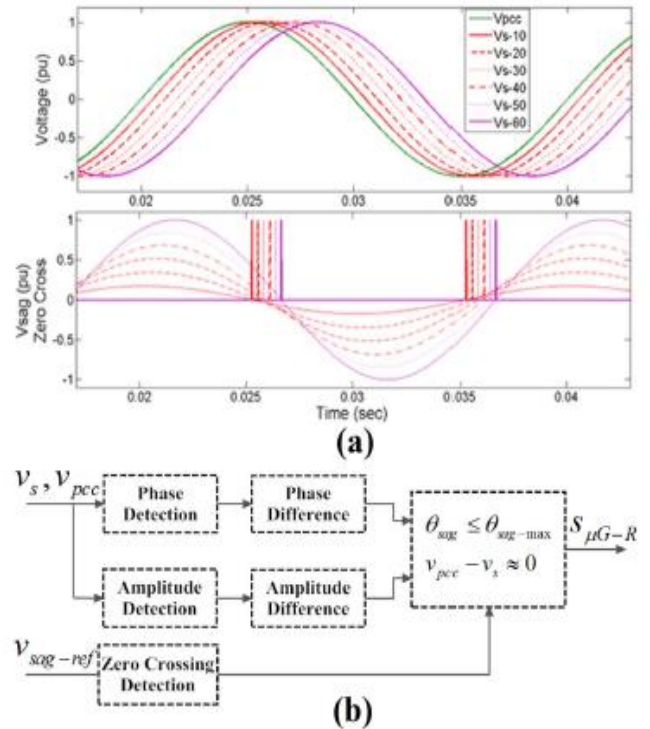 1
0.5
0
-0.5
-1
Voltage (pu)
Vpcc
Vs-10
Vs-20
Vs-30
Vs-40
Vs-50
Vs-60
0.02 0.025 0.03 0.035 0.04
1
0.5
0
-0.5
-1
Vsag (pu)
Zero Cross
0.02 0.025 0.03 0.035 0.04
Time (sec)
(a)
v_s, v_pcc
Phase
Detection
Phase
Difference
Amplitude
Detection
Amplitude
Difference
θ_sag ≤ θ_sag-max
v_pcc - v_s ≈ 0
S_μG-R
v_sag-ref
Zero Crossing
Detection
(b)